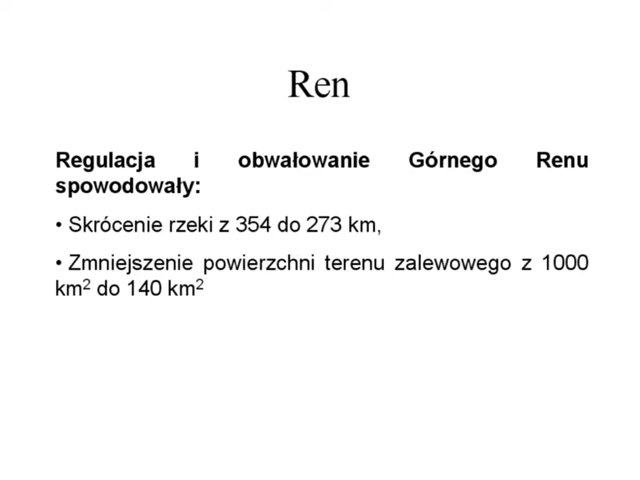 Ren
Regulacja i obwałowanie Górnego Renu
spowodowały:
• Skrócenie rzeki z 354 do 273 km,
• Zmniejszenie powierzchni terenu zalewowego z 1000
km² do 140 km²